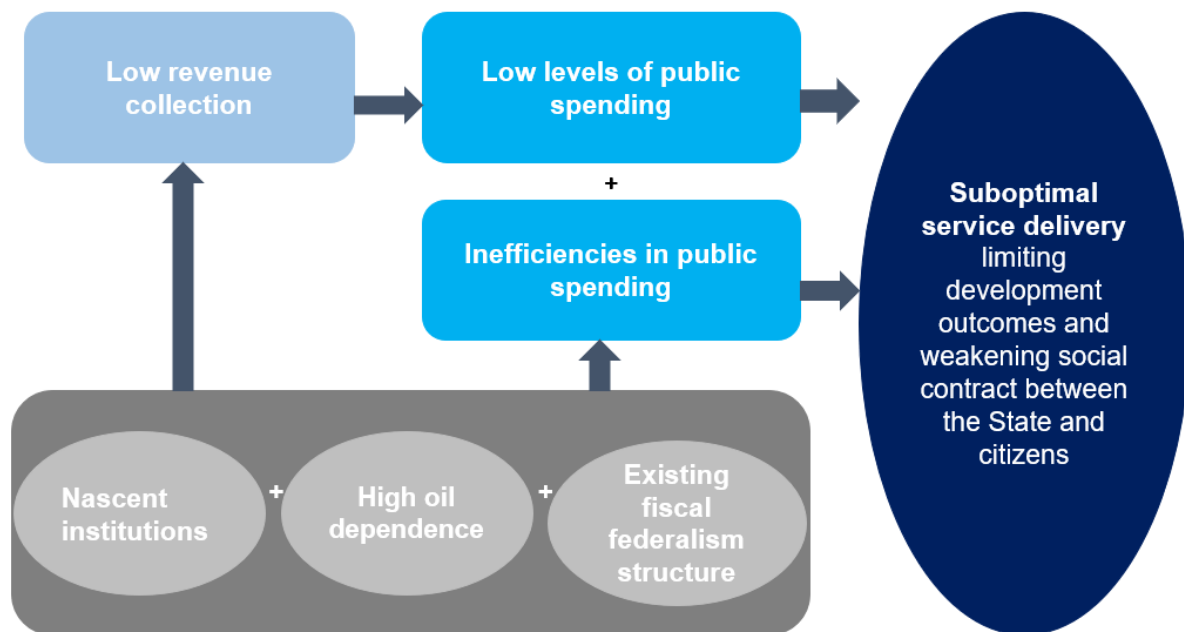 Low revenue
collection
Low levels of public
spending
+
Inefficiencies in public
spending
Suboptimal
service delivery
limiting
development
outcomes and
weakening social
contract between
the State and
citizens
Nascent
institutions
+
High oil
dependence
+
Existing
fiscal
federalism
structure